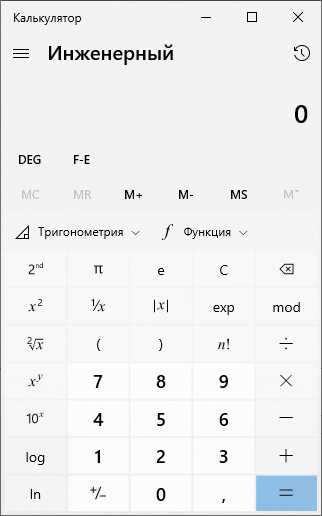 Калькулятор
Инженерный
0
DEG F-E
MC MR M+ M- MS M˅
Тригонометрия f Функция
2ⁿᵈ π e C
x² ¹/x |x| exp mod
²√x ( ) n! ÷
xʸ 7 8 9 ×
10ˣ 4 5 6 −
log 1 2 3 +
ln +/− 0 , =